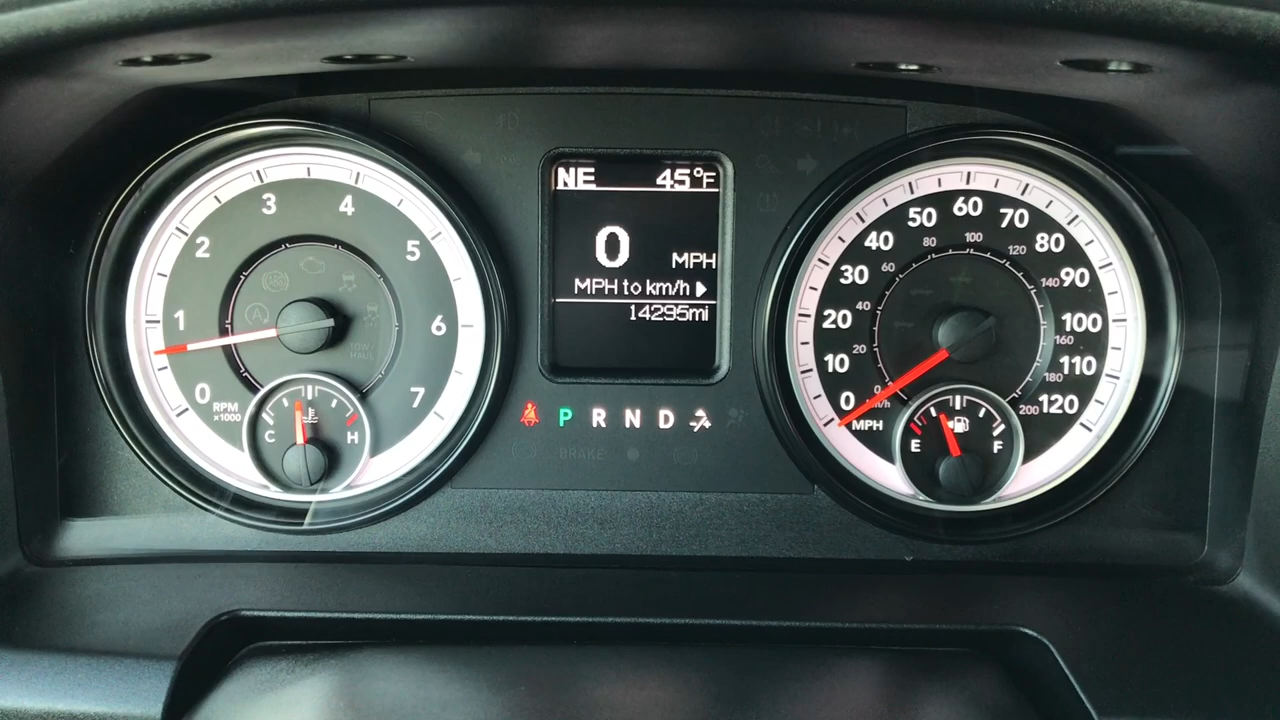 NE 45°F
0 MPH
MPH to km/h
14295mi
0 1 2 3 4 5 6 7
RPM
x1000
C H
TOW
HAUL
A
P R N D
BRAKE
0 10 20 30 40 50 60 70 80 90 100 110 120
MPH
0 20 40 60 80 100 120 140 160 180 200
km/h
E F